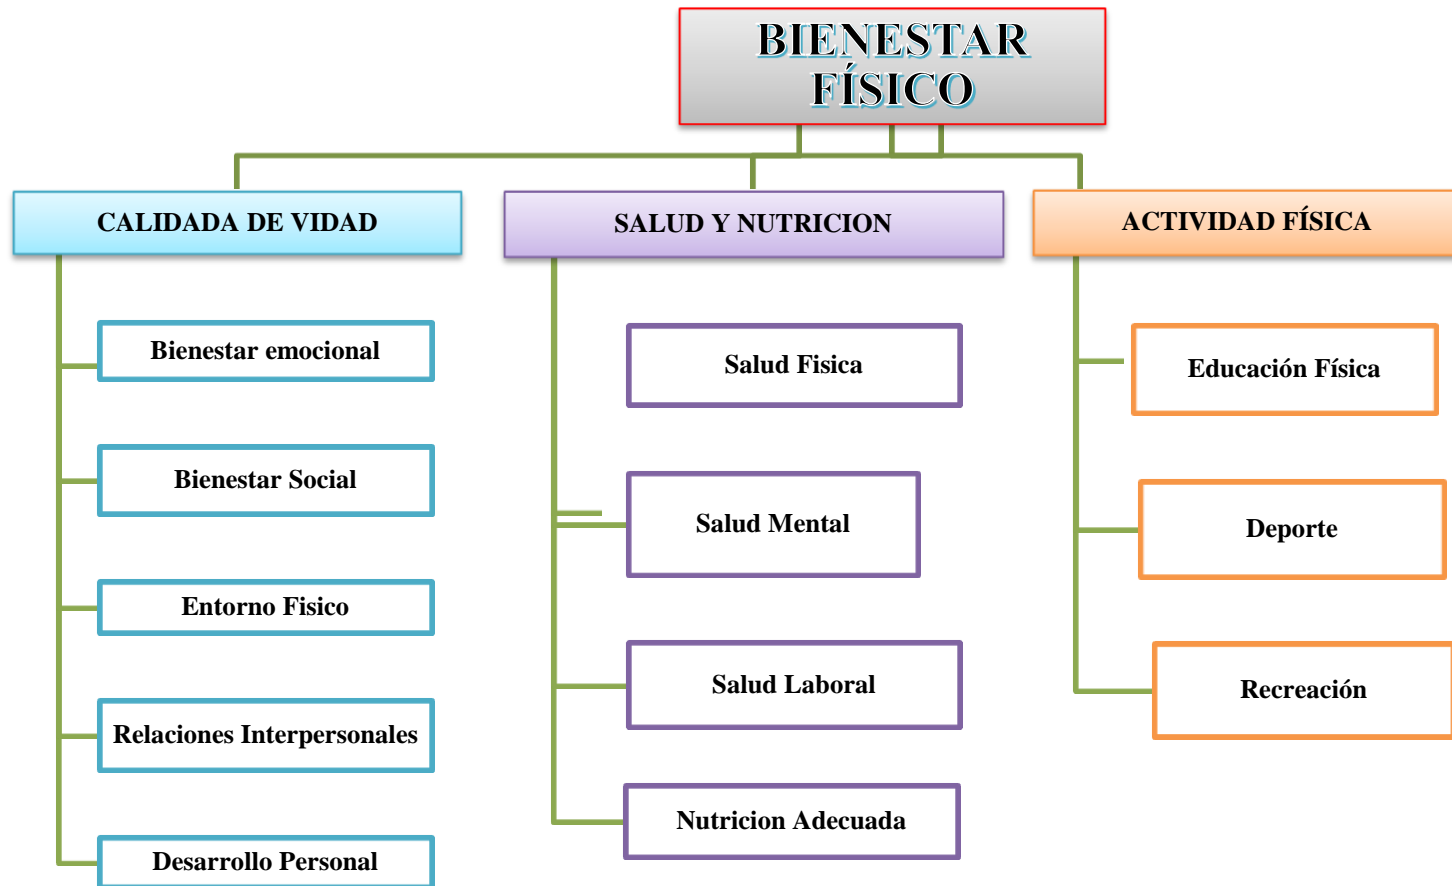 BIENESTAR
FÍSICO
CALIDADA DE VIDAD
SALUD Y NUTRICION
ACTIVIDAD FÍSICA
Bienestar emocional
Bienestar Social
Entorno Fisico
Relaciones Interpersonales
Desarrollo Personal
Salud Fisica
Salud Mental
Salud Laboral
Nutricion Adecuada
Educación Física
Deporte
Recreación